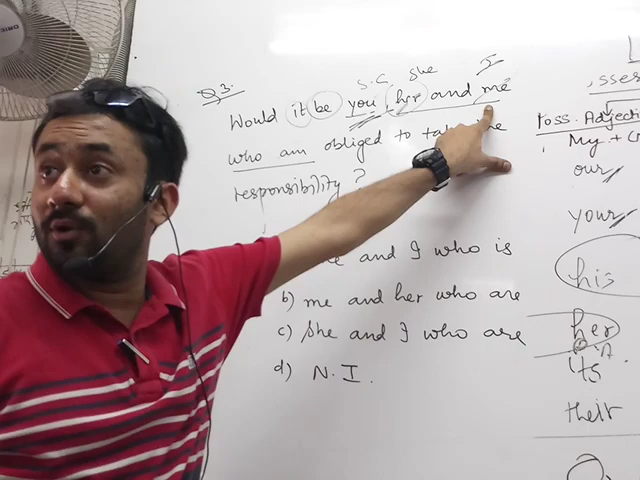 Q3.
S.C she I
Would it be you, her and me
who am obliged to take the
responsibility ?
and I who is
b) me and her who are
c) She and I who are
d) N.I.
Poss. Adjecti
My +
our
your
his
her
A
Its
their